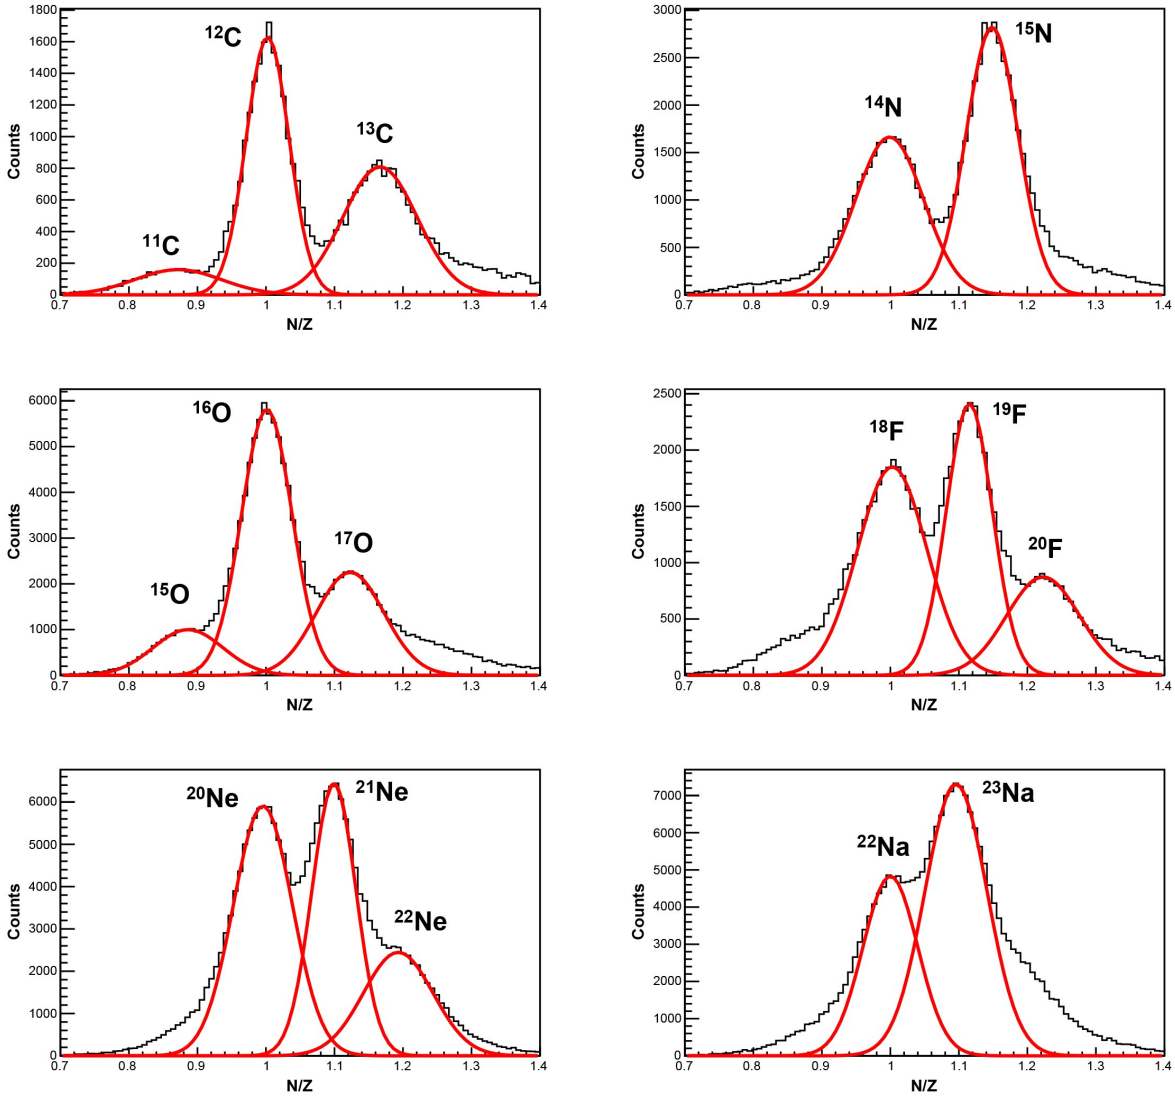 1800
1600
1400
1200
1000
800
600
400
200
0
Counts
¹²C
¹³C
¹¹C
0.7 0.8 0.9 1 1.1 1.2 1.3 1.4
N/Z
3000
2500
2000
1500
1000
500
0
Counts
¹⁵N
¹⁴N
0.7 0.8 0.9 1 1.1 1.2 1.3 1.4
N/Z
6000
5000
4000
3000
2000
1000
0
Counts
¹⁶O
¹⁷O
¹⁵O
0.7 0.8 0.9 1 1.1 1.2 1.3 1.4
N/Z
2500
2000
1500
1000
500
0
Counts
¹⁹F
¹⁸F
²⁰F
0.7 0.8 0.9 1 1.1 1.2 1.3 1.4
N/Z
6000
5000
4000
3000
2000
1000
0
Counts
²⁰Ne
²¹Ne
²²Ne
0.7 0.8 0.9 1 1.1 1.2 1.3 1.4
N/Z
7000
6000
5000
4000
3000
2000
1000
0
Counts
²³Na
²²Na
0.7 0.8 0.9 1 1.1 1.2 1.3 1.4
N/Z